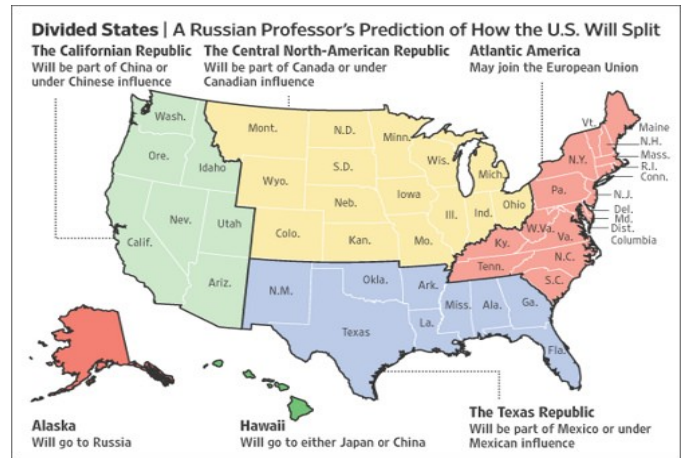 Divided States | A Russian Professor's Prediction of How the U.S. Will Split
The Californian Republic
Will be part of China or
under Chinese influence
The Central North-American Republic
Will be part of Canada or under
Canadian influence
Atlantic America
May join the European Union
Wash.
Ore.
Idaho
Nev.
Utah
Calif.
Ariz.
Mont.
N.D.
Minn.
Wis.
Mich.
S.D.
Wyo.
Neb.
Iowa
Ill.
Ind.
Ohio
Colo.
Kan.
Mo.
Vt.
Maine
N.H.
Mass.
R.I.
Conn.
N.Y.
Pa.
N.J.
Del.
Md.
Dist.
Columbia
W.Va.
Va.
Ky.
N.C.
Tenn.
S.C.
N.M.
Okla.
Ark.
Texas
La.
Miss.
Ala.
Ga.
Fla.
Alaska
Will go to Russia
Hawaii
Will go to either Japan or China
The Texas Republic
Will be part of Mexico or under
Mexican influence